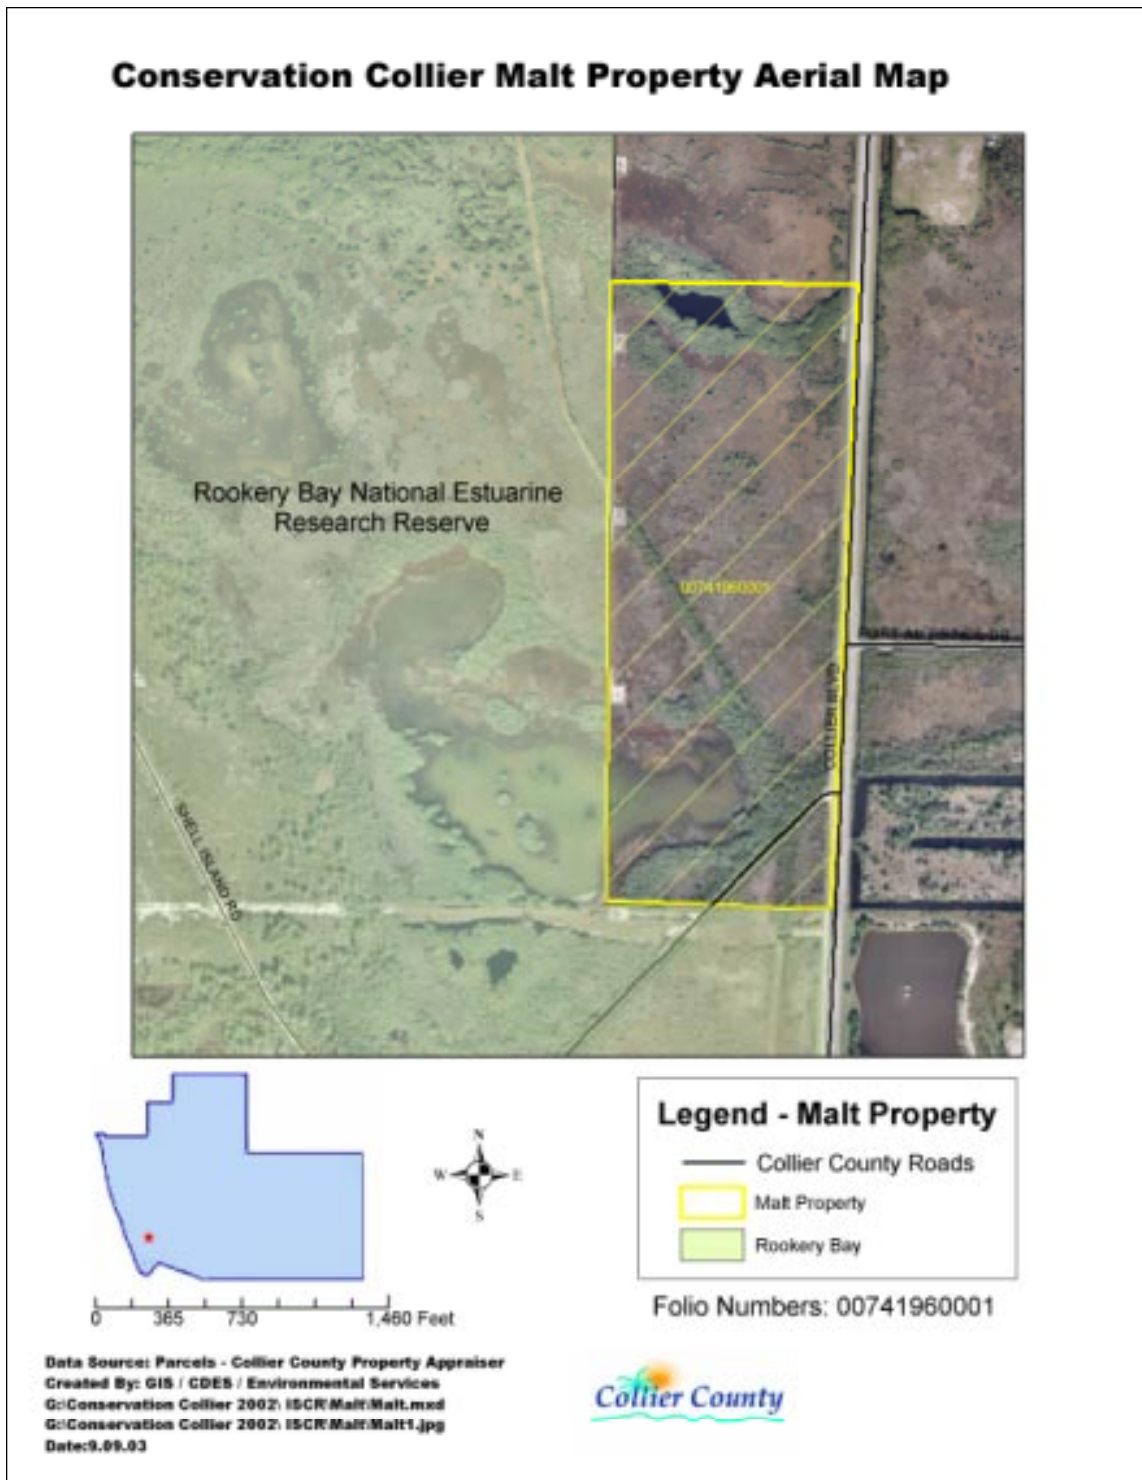 Conservation Collier Malt Property Aerial Map
Rookery Bay National Estuarine
Research Reserve
00741960001
COLLIER BLVD
SHELL ISLAND RD
N
W
E
S
Legend - Malt Property
Collier County Roads
Malt Property
Rookery Bay
0 365 730 1,460 Feet
Folio Numbers: 00741960001
Data Source: Parcels - Collier County Property Appraiser
Created By: GIS / CDES / Environmental Services
G:\Conservation Collier 2002\ ISCR\Malt\Malt.mxd
G:\Conservation Collier 2002\ ISCR\Malt\Malt1.jpg
Date:9.09.03
Collier County